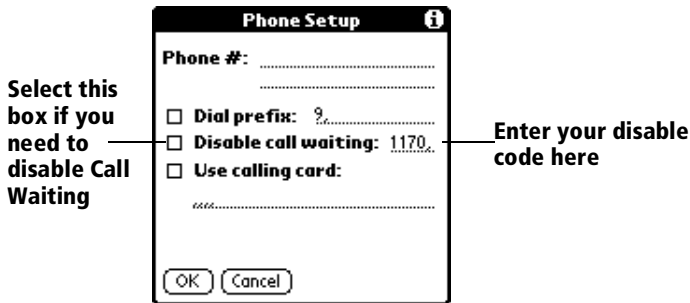 Phone Setup
Phone #:
Select this
box if you
need to
disable Call
Waiting
Dial prefix: 9,
Disable call waiting: 1170,
Use calling card:
,,,,
Enter your disable
code here
OK Cancel